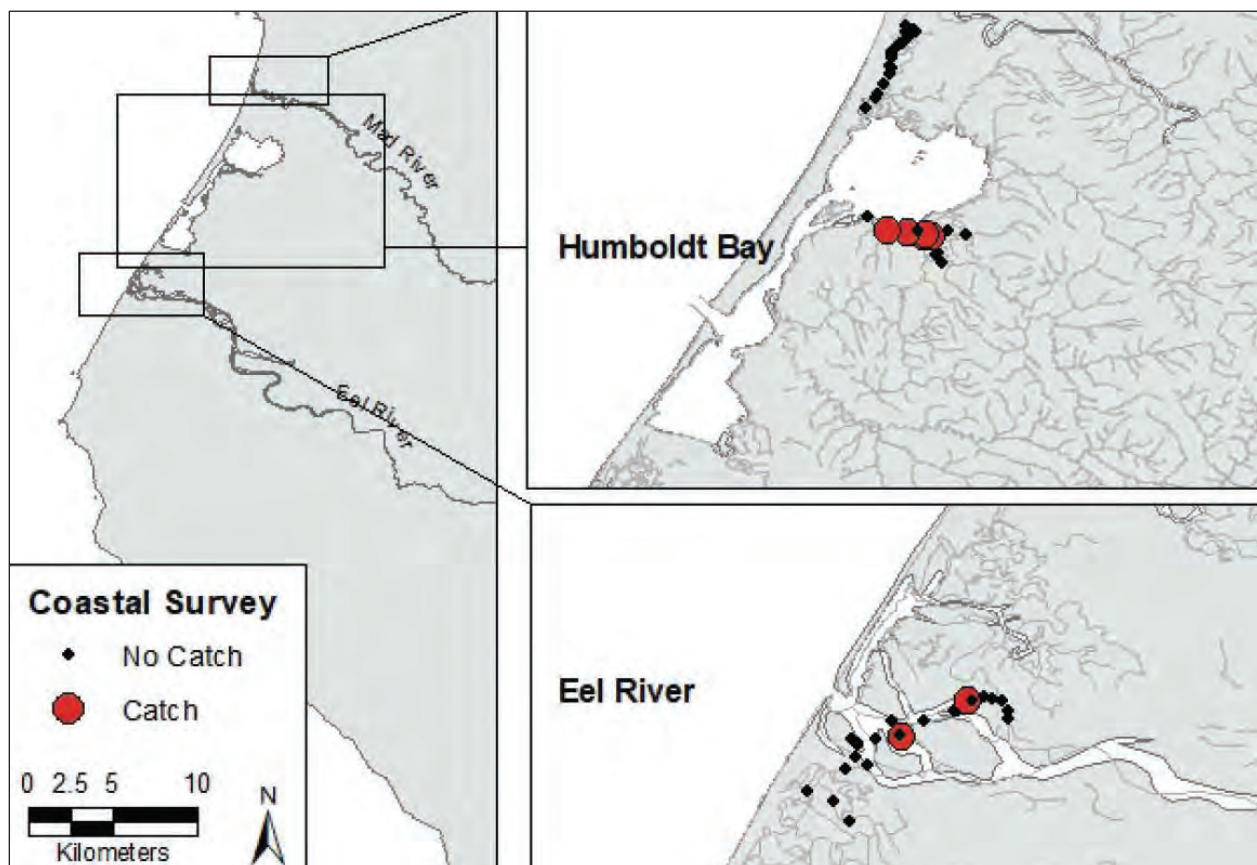 Mad River
Eel River
Humboldt Bay
Eel River
Coastal Survey
No Catch
Catch
0 2.5 5 10
Kilometers
N